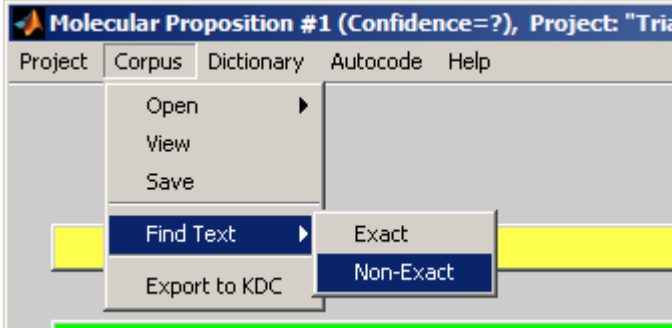 Molecular Proposition #1 (Confidence=?), Project: "Tria
Project Corpus Dictionary Autocode Help
Open
View
Save
Find Text
Exact
Non-Exact
Export to KDC